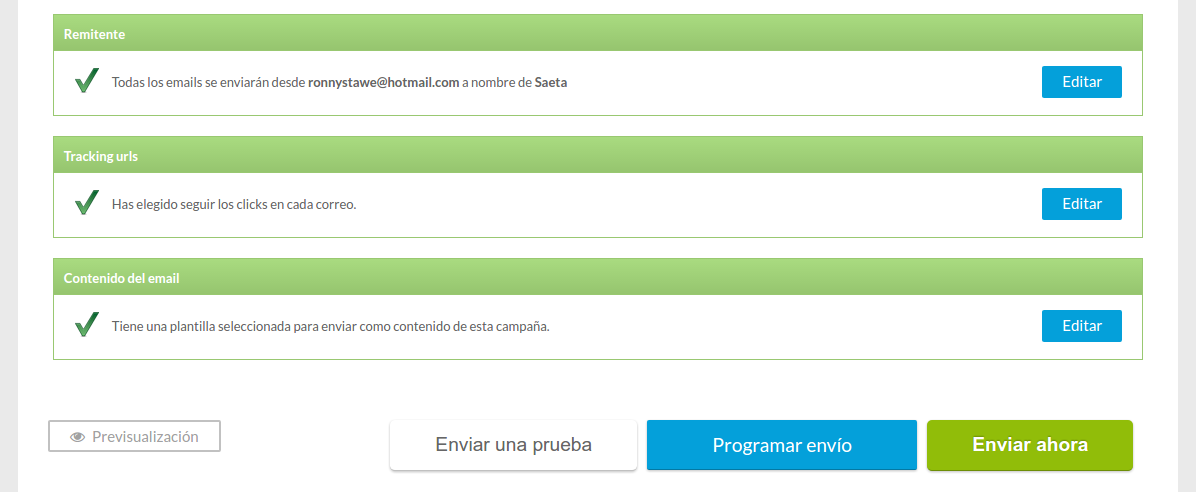 Remitente
Todas los emails se enviarán desde ronnystawe@hotmail.com a nombre de Saeta
Editar
Tracking urls
Has elegido seguir los clicks en cada correo.
Editar
Contenido del email
Tiene una plantilla seleccionada para enviar como contenido de esta campaña.
Editar
Previsualización
Enviar una prueba
Programar envío
Enviar ahora